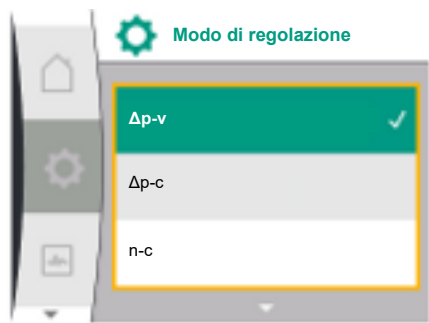 Modo di regolazione
Δp-v
Δp-c
n-c